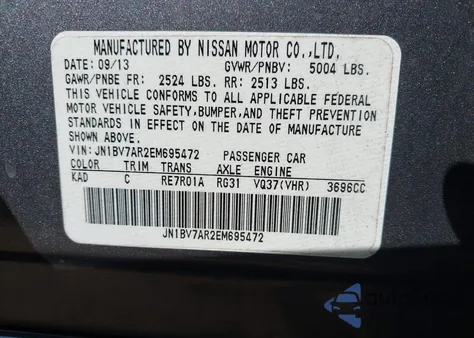 MANUFACTURED BY NISSAN MOTOR CO.,LTD.
DATE: 09/13 GVWR/PNBV: 5004 LBS.
GAWR/PNBE FR: 2524 LBS. RR: 2513 LBS.
THIS VEHICLE CONFORMS TO ALL APPLICABLE FEDERAL
MOTOR VEHICLE SAFETY,BUMPER,AND THEFT PREVENTION
STANDARDS IN EFFECT ON THE DATE OF MANUFACTURE
SHOWN ABOVE.
VIN: JN1BV7AR2EM695472 PASSENGER CAR
COLOR TRIM TRANS AXLE ENGINE
KAD C RE7R01A RG31 VQ37(VHR) 3696CC
JN1BV7AR2EM695472